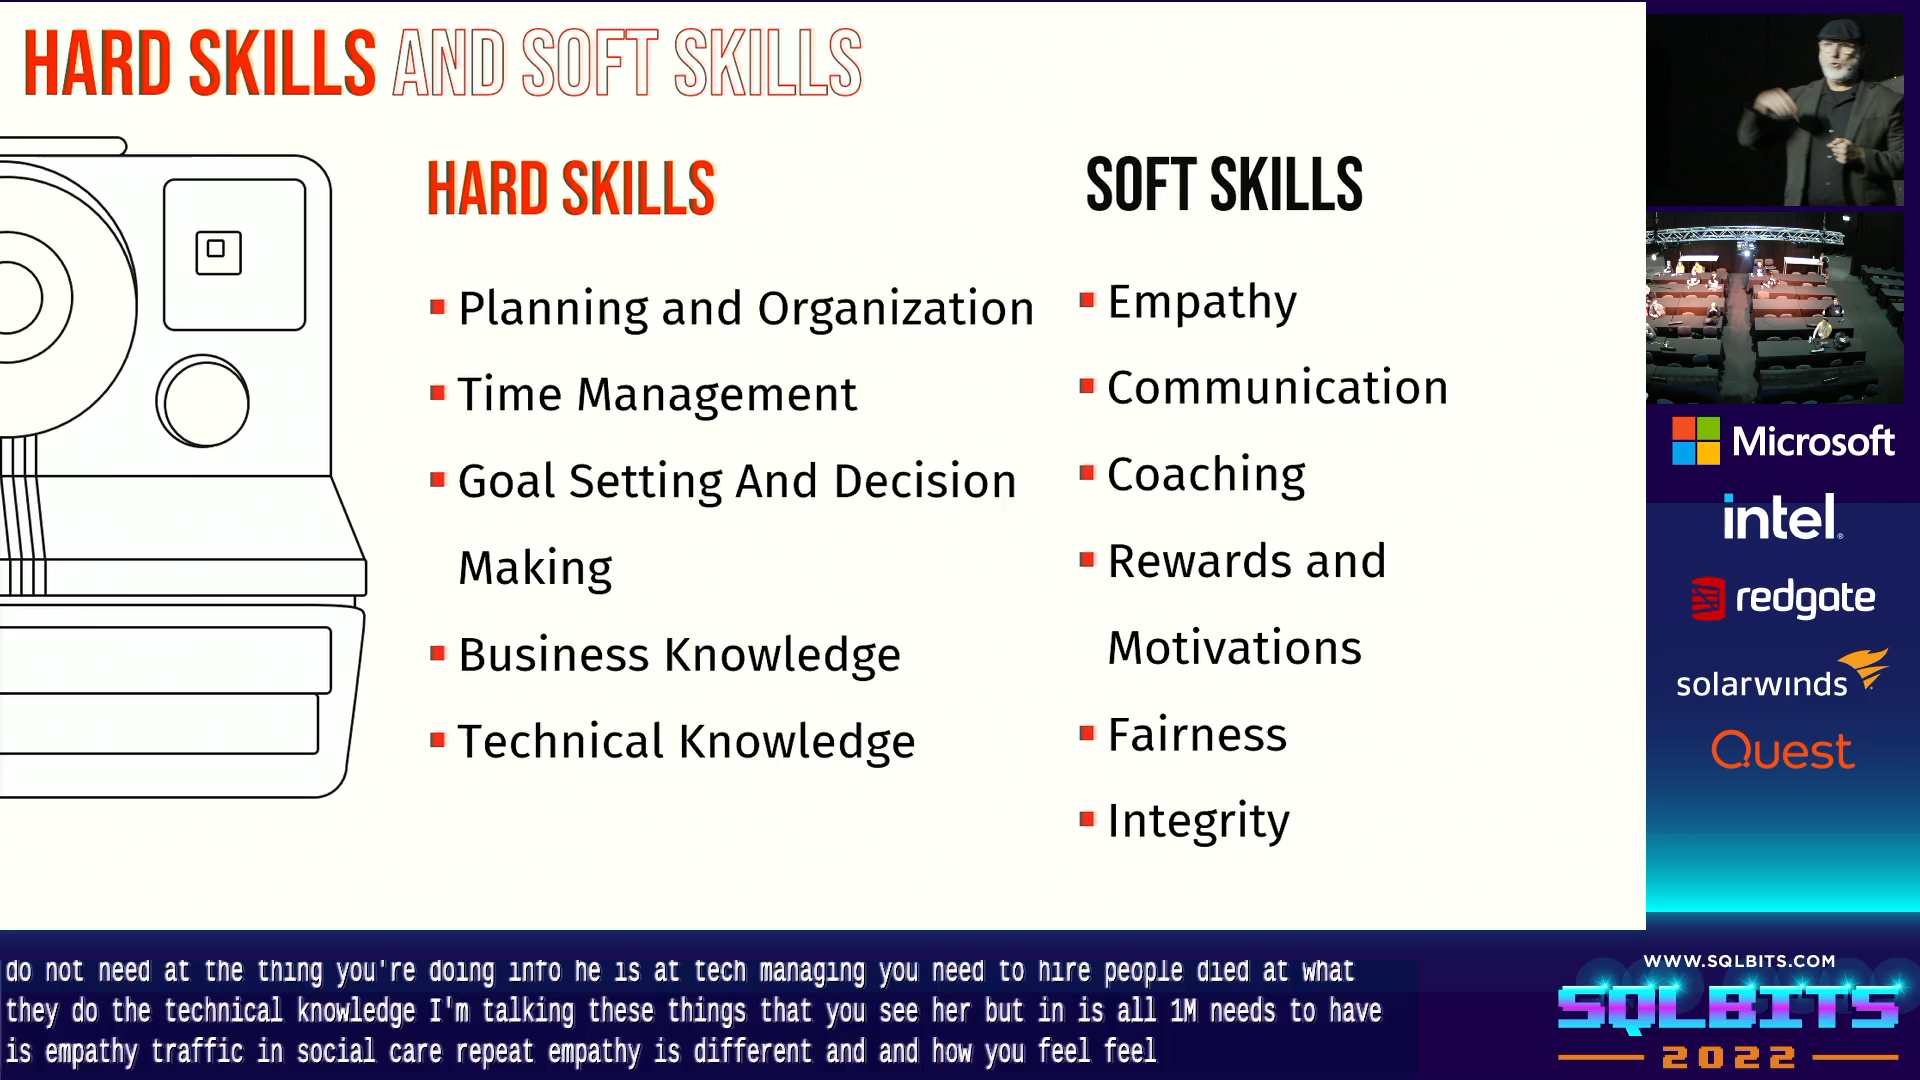 HARD SKILLS AND SOFT SKILLS
HARD SKILLS
Planning and Organization
Time Management
Goal Setting And Decision
Making
Business Knowledge
Technical Knowledge
SOFT SKILLS
Empathy
Communication
Coaching
Rewards and
Motivations
Fairness
Integrity
Microsoft
intel
redgate
solarwinds
Quest
do not need at the thing you're doing info he is at tech managing you need to hire people died at what
they do the technical knowledge I'm talking these things that you see her but in is all 1M needs to have
is empathy traffic in social care repeat empathy is different and and how you feel feel
WWW.SQLBITS.COM
SQLBITS
2022